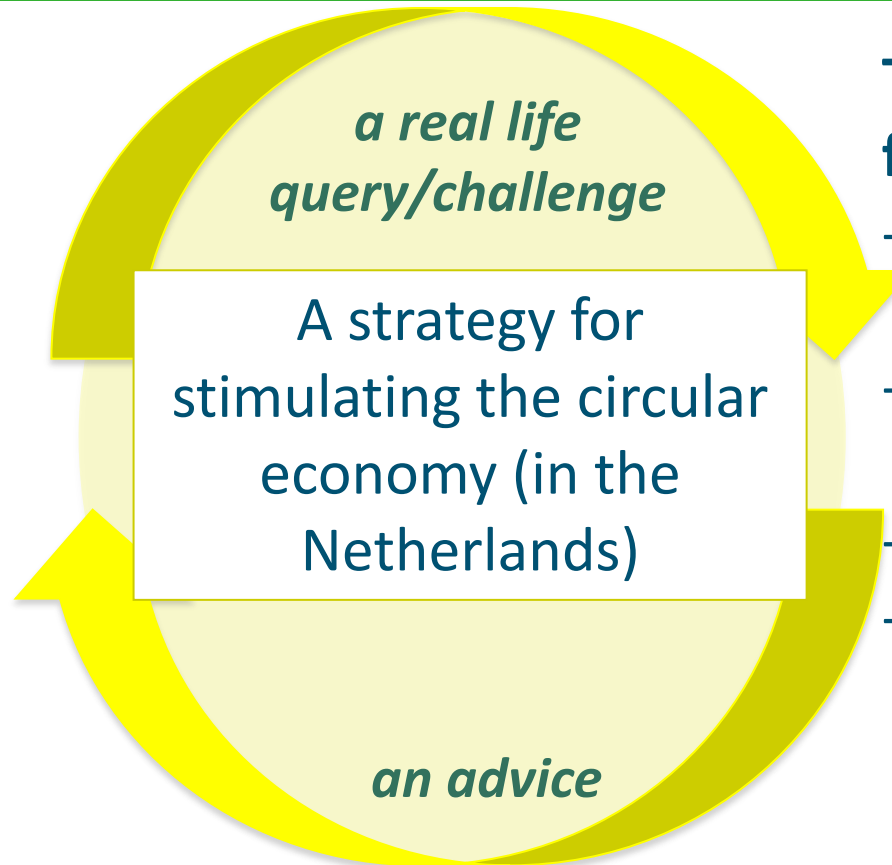 a real life
query/challenge
A strategy for
stimulating the circular
economy (in the
Netherlands)
an advice